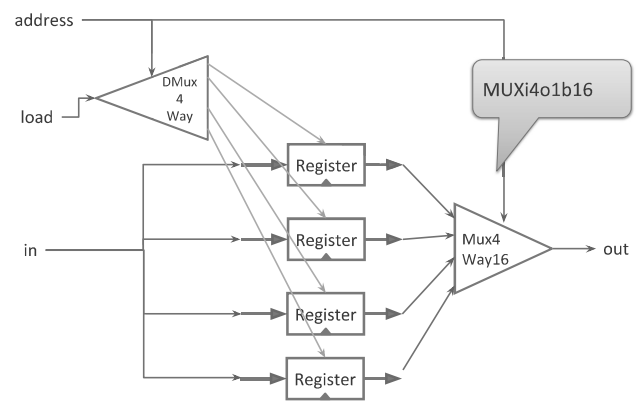 address
DMux
4
Way
MUXi4o1b16
load
Register
Register
Mux4
Way16
in
out
Register
Register